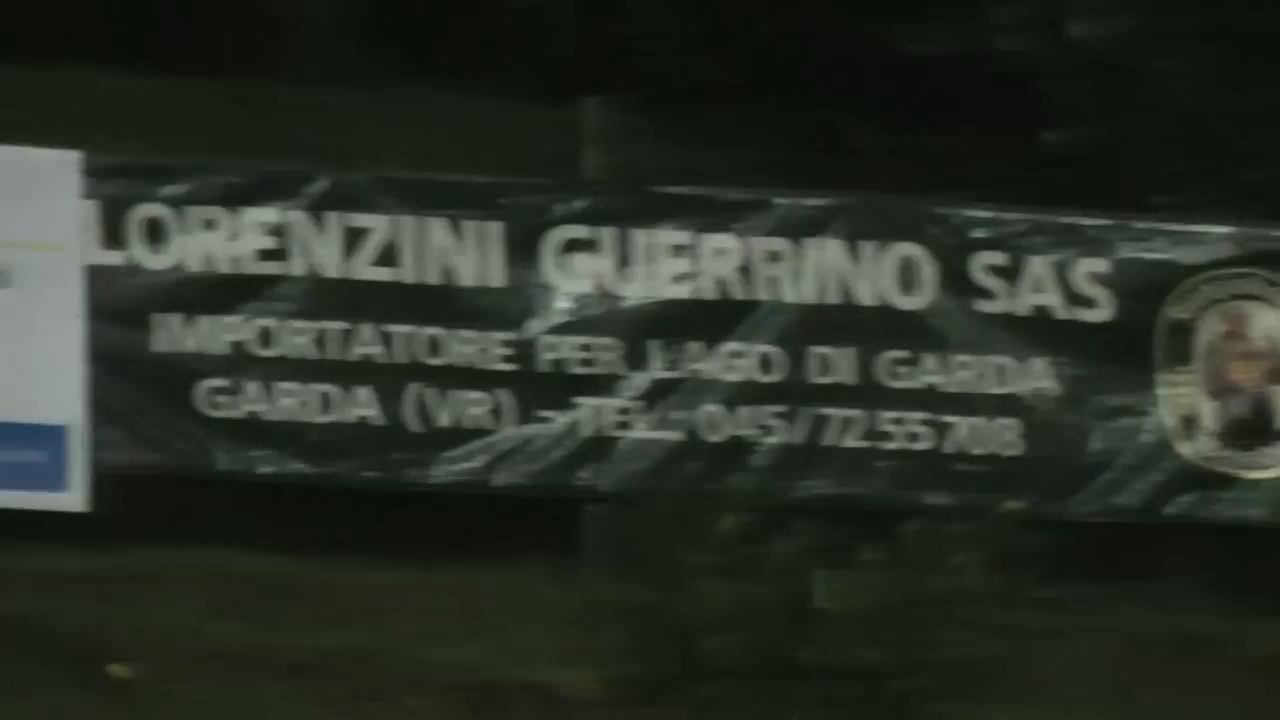 LORENZINI GUERRINO SAS
IMPORTATORE PER LAGO DI GARDA
GARDA (VR) - TEL.: 045/7255708